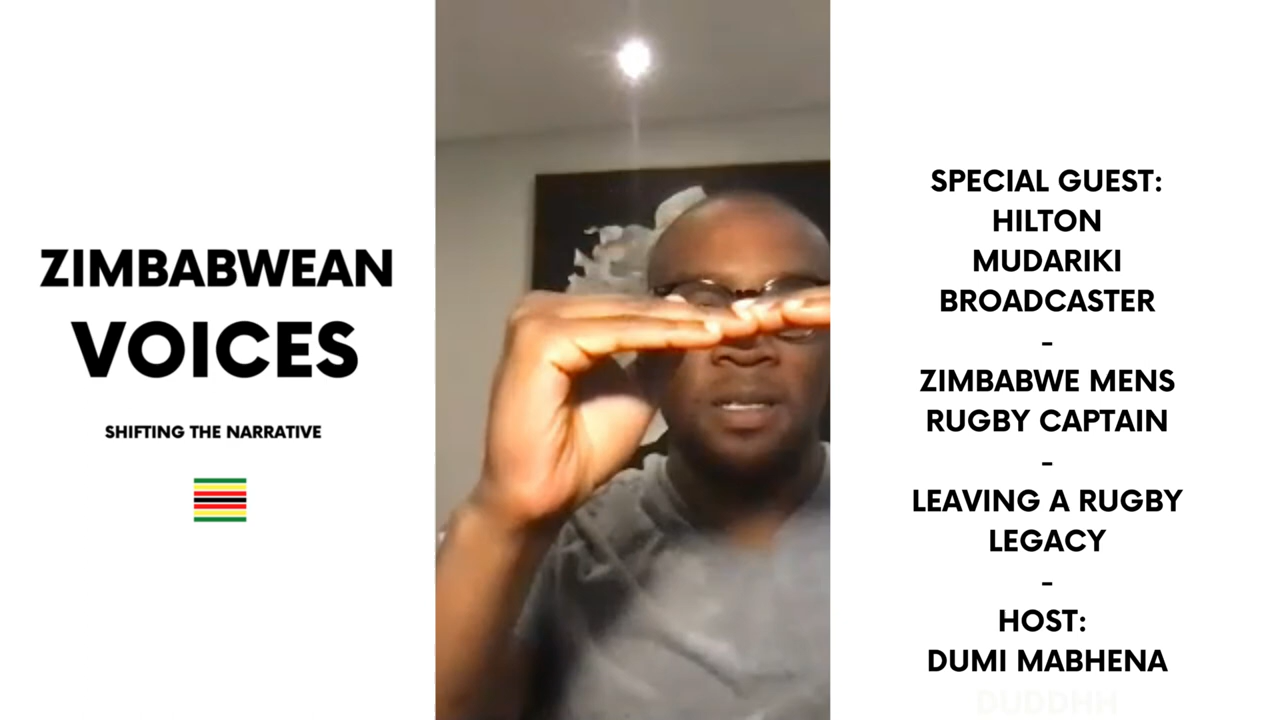 ZIMBABWEAN
VOICES
SHIFTING THE NARRATIVE
SPECIAL GUEST:
HILTON
MUDARIKI
BROADCASTER
-
ZIMBABWE MENS
RUGBY CAPTAIN
-
LEAVING A RUGBY
LEGACY
-
HOST:
DUMI MABHENA